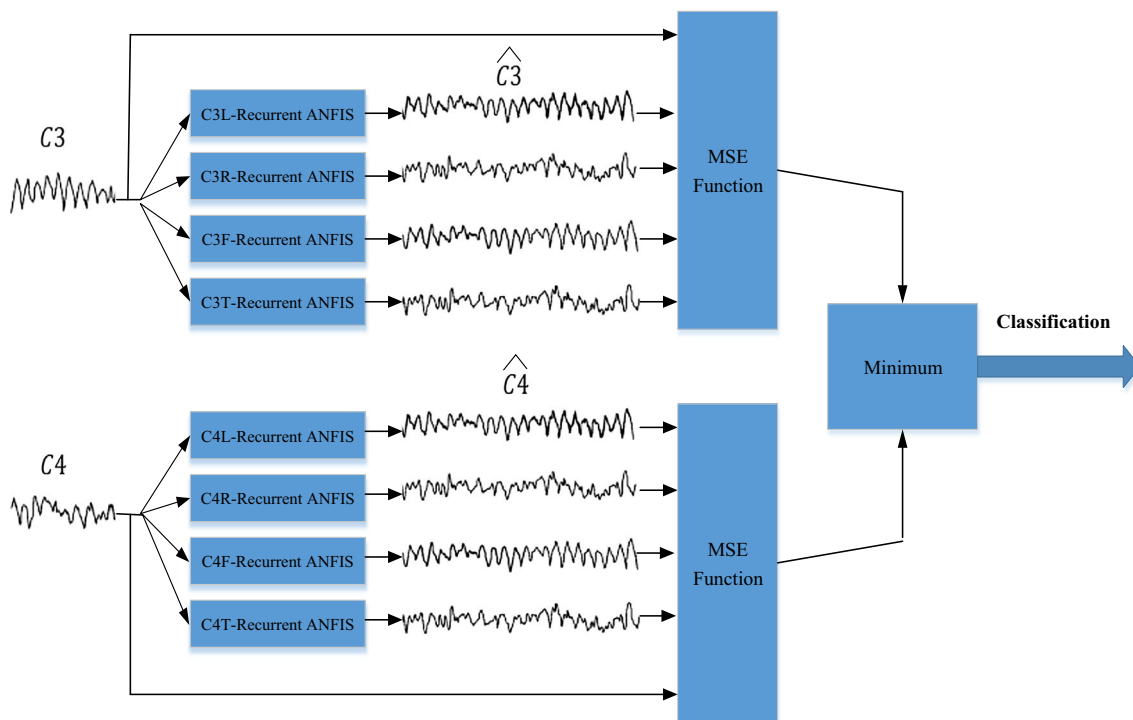 C3
Ĉ3
C3L-Recurrent ANFIS
C3R-Recurrent ANFIS
C3F-Recurrent ANFIS
C3T-Recurrent ANFIS
MSE
Function
C4
Ĉ4
C4L-Recurrent ANFIS
C4R-Recurrent ANFIS
C4F-Recurrent ANFIS
C4T-Recurrent ANFIS
MSE
Function
Minimum
Classification